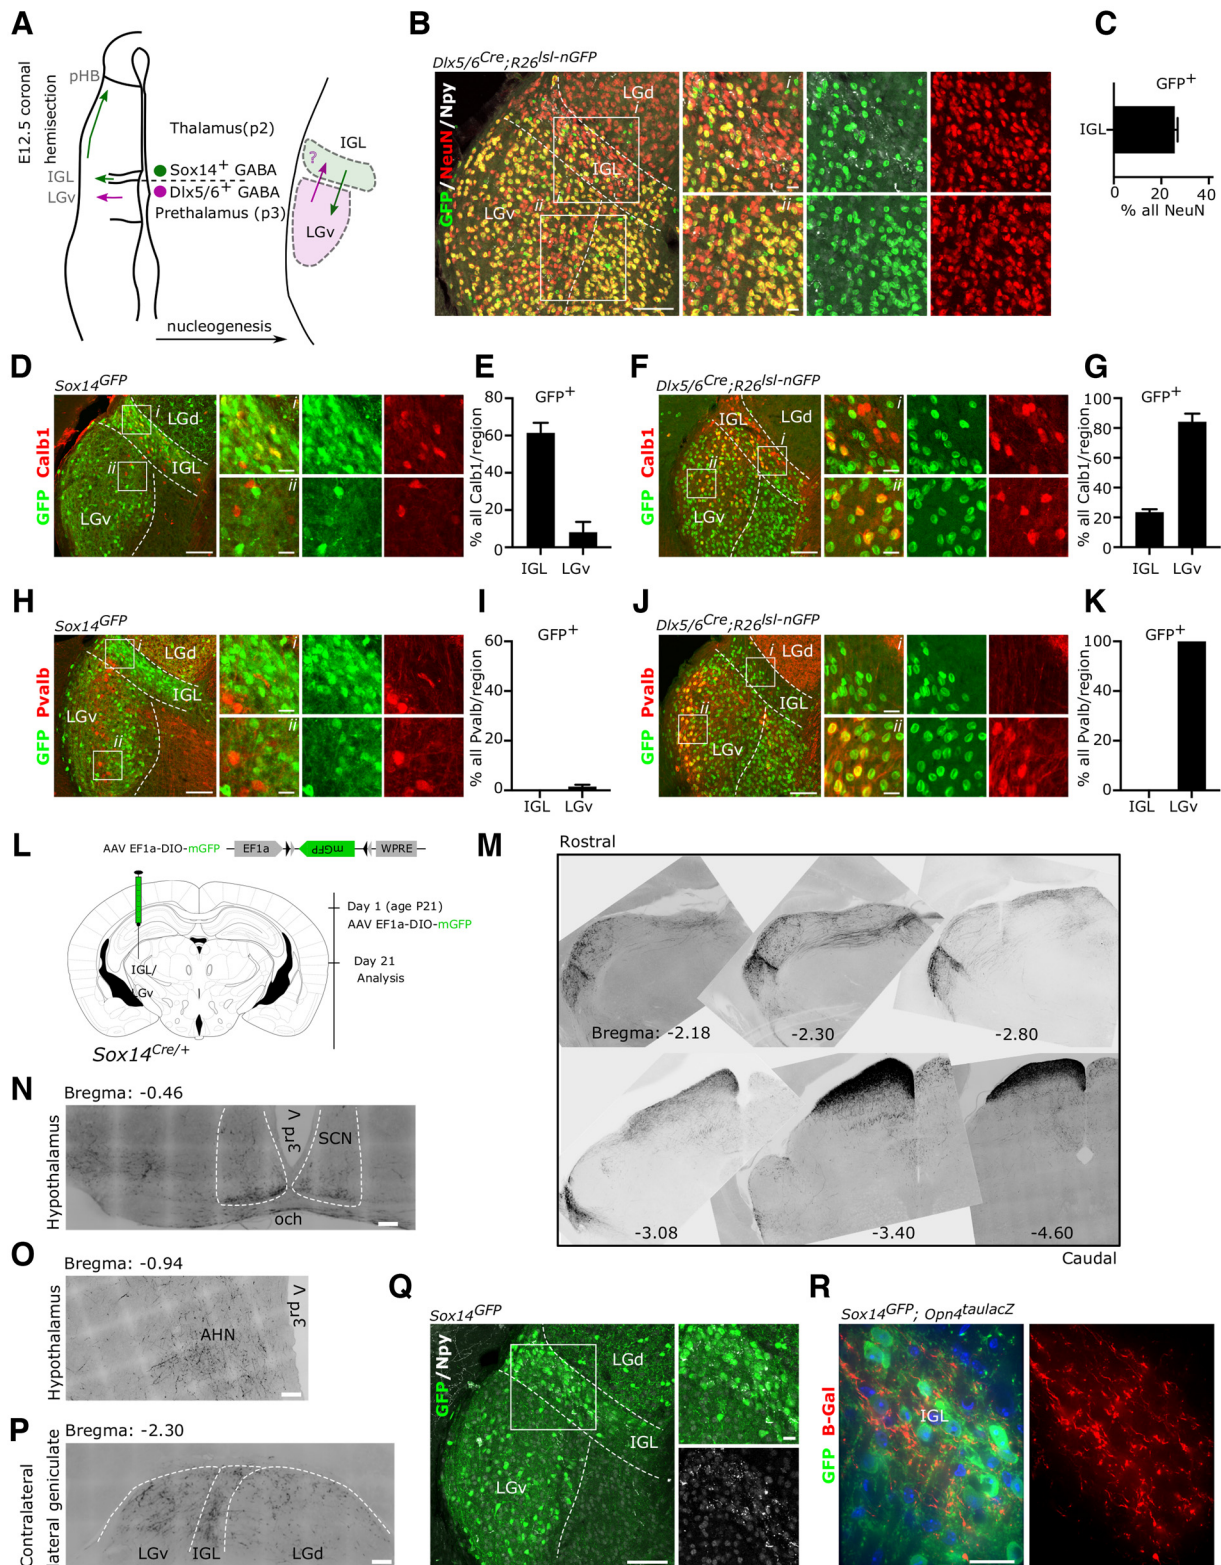 A
E12.5 coronal
hemisection
pHB
Thalamus(p2)
IGL
Sox14+ GABA
LGv
Dlx5/6+ GABA
Prethalamus (p3)
IGL
?
LGv
nucleogenesis
B
Dlx5/6Cre;R26lsl-nGFP
GFP/NeuN/Npy
LGd
i
IGL
LGv
ii
i
ii
C
GFP+
IGL
0 20 40
% all NeuN
D
Sox14GFP
GFP Calb1
i
LGd
IGL
ii
LGv
i
ii
E
GFP+
% all Calb1/region
60
40
20
0
IGL LGv
F
Dlx5/6Cre;R26lsl-nGFP
GFP Calb1
IGL
LGd
i
ii
LGv
i
ii
G
GFP+
% all Calb1/region
100
80
60
40
20
0
IGL LGv
H
Sox14GFP
GFP Pvalb
i
LGd
IGL
LGv
ii
i
ii
I
GFP+
% all Pvalb/region
60
40
20
0
IGL LGv
J
Dlx5/6Cre;R26lsl-nGFP
GFP Pvalb
LGd
i
IGL
ii
LGv
i
ii
K
GFP+
% all Pvalb/region
100
80
60
40
20
0
IGL LGv
L
AAV EF1a-DIO-mGFP
EF1a
mGFP
WPRE
Day 1 (age P21)
AAV EF1a-DIO-mGFP
Day 21
Analysis
IGL/
LGv
Sox14Cre/+
M
Rostral
Bregma: -2.18
-2.30
-2.80
-3.08
-3.40
-4.60
Caudal
N
Bregma: -0.46
Hypothalamus
3rd V
SCN
och
O
Bregma: -0.94
Hypothalamus
AHN
3rd V
P
Bregma: -2.30
Contralateral
lateral geniculate
LGv IGL LGd
Q
Sox14GFP
GFP/Npy
LGd
IGL
LGv
R
Sox14GFP; Opn4taulacZ
GFP B-Gal
IGL